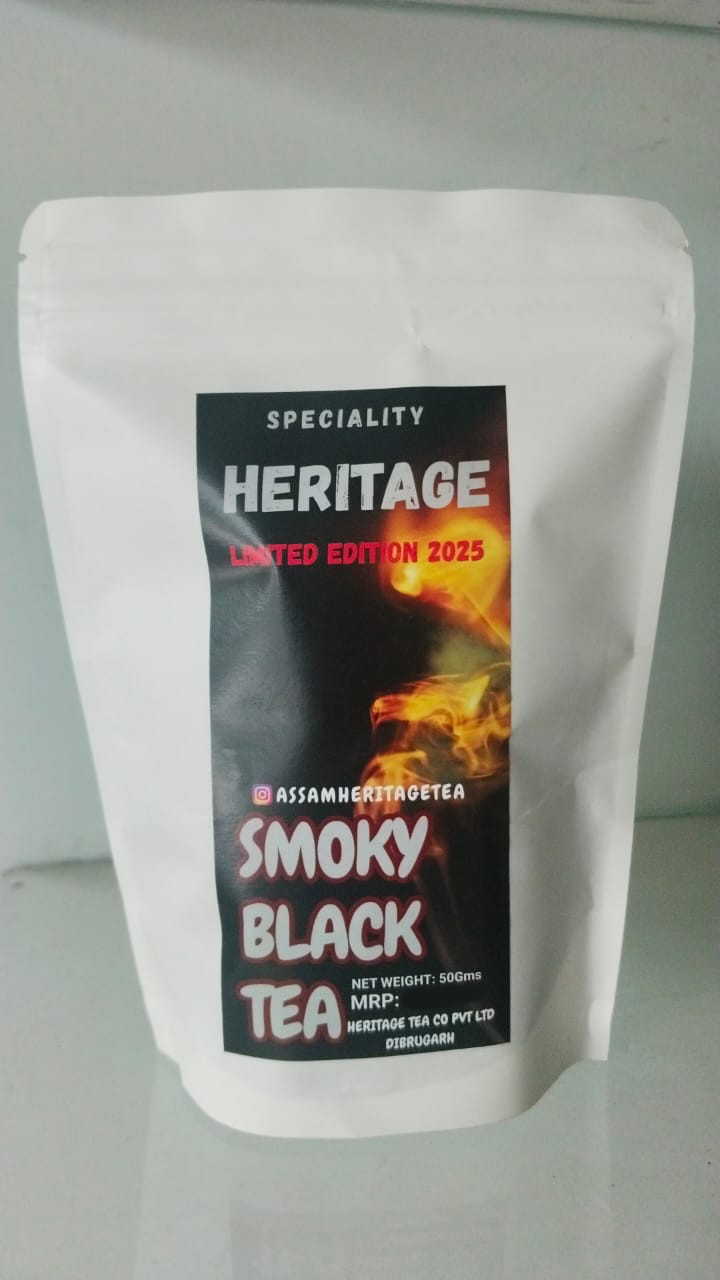 SPECIALITY
HERITAGE
LIMITED EDITION 2025
@ASSAMHERITAGETEA
SMOKY
BLACK
TEA
NET WEIGHT: 50Gms
MRP:
HERITAGE TEA CO PVT LTD
DIBRUGARH